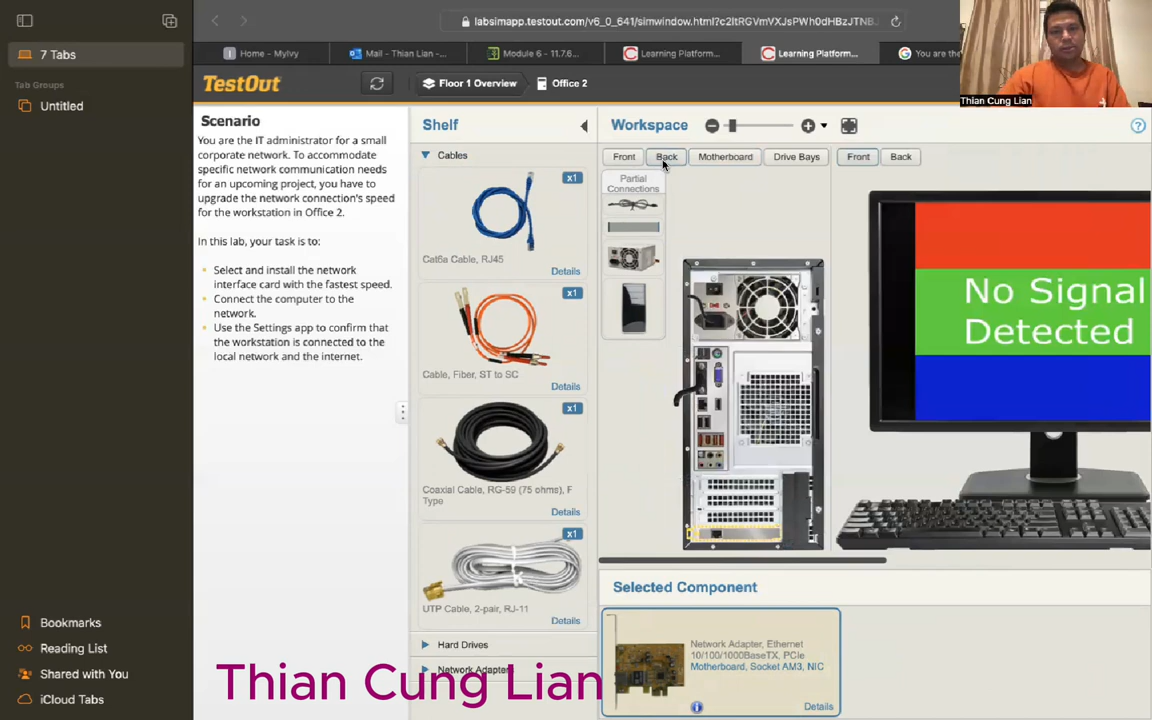 7 Tabs
Tab Groups
Untitled
Bookmarks
Reading List
Shared with You
iCloud Tabs
labsimapp.testout.com/v6_0_641/simwindow.html?c2ltRGVmVXJsPWh0dHBzJTNB
Home - MyIvy
Mail - Thian Lian -
Module 6 - 11.7.6
Learning Platform...
Learning Platform...
You are the
Thian Cung Lian
TestOut
Floor 1 Overview
Office 2
Scenario
You are the IT administrator for a small
corporate network. To accommodate
specific network communication needs
for an upcoming project, you have to
upgrade the network connection's speed
for the workstation in Office 2.
In this lab, your task is to:
Select and install the network
interface card with the fastest speed.
Connect the computer to the
network.
Use the Settings app to confirm that
the workstation is connected to the
local network and the internet.
Shelf
Cables
x1
Cat6a Cable, RJ45
Details
x1
Cable, Fiber, ST to SC
Details
x1
Coaxial Cable, RG-59 (75 ohms), F
Type
Details
x1
UTP Cable, 2-pair, RJ-11
Details
Hard Drives
Network Adapters
Workspace
Front
Back
Motherboard
Drive Bays
Front
Back
Partial
Connections
No Signal
Detected
Selected Component
Network Adapter, Ethernet
10/100/1000BaseTX, PCIe
Motherboard, Socket AM3, NIC
Details
Thian Cung Lian